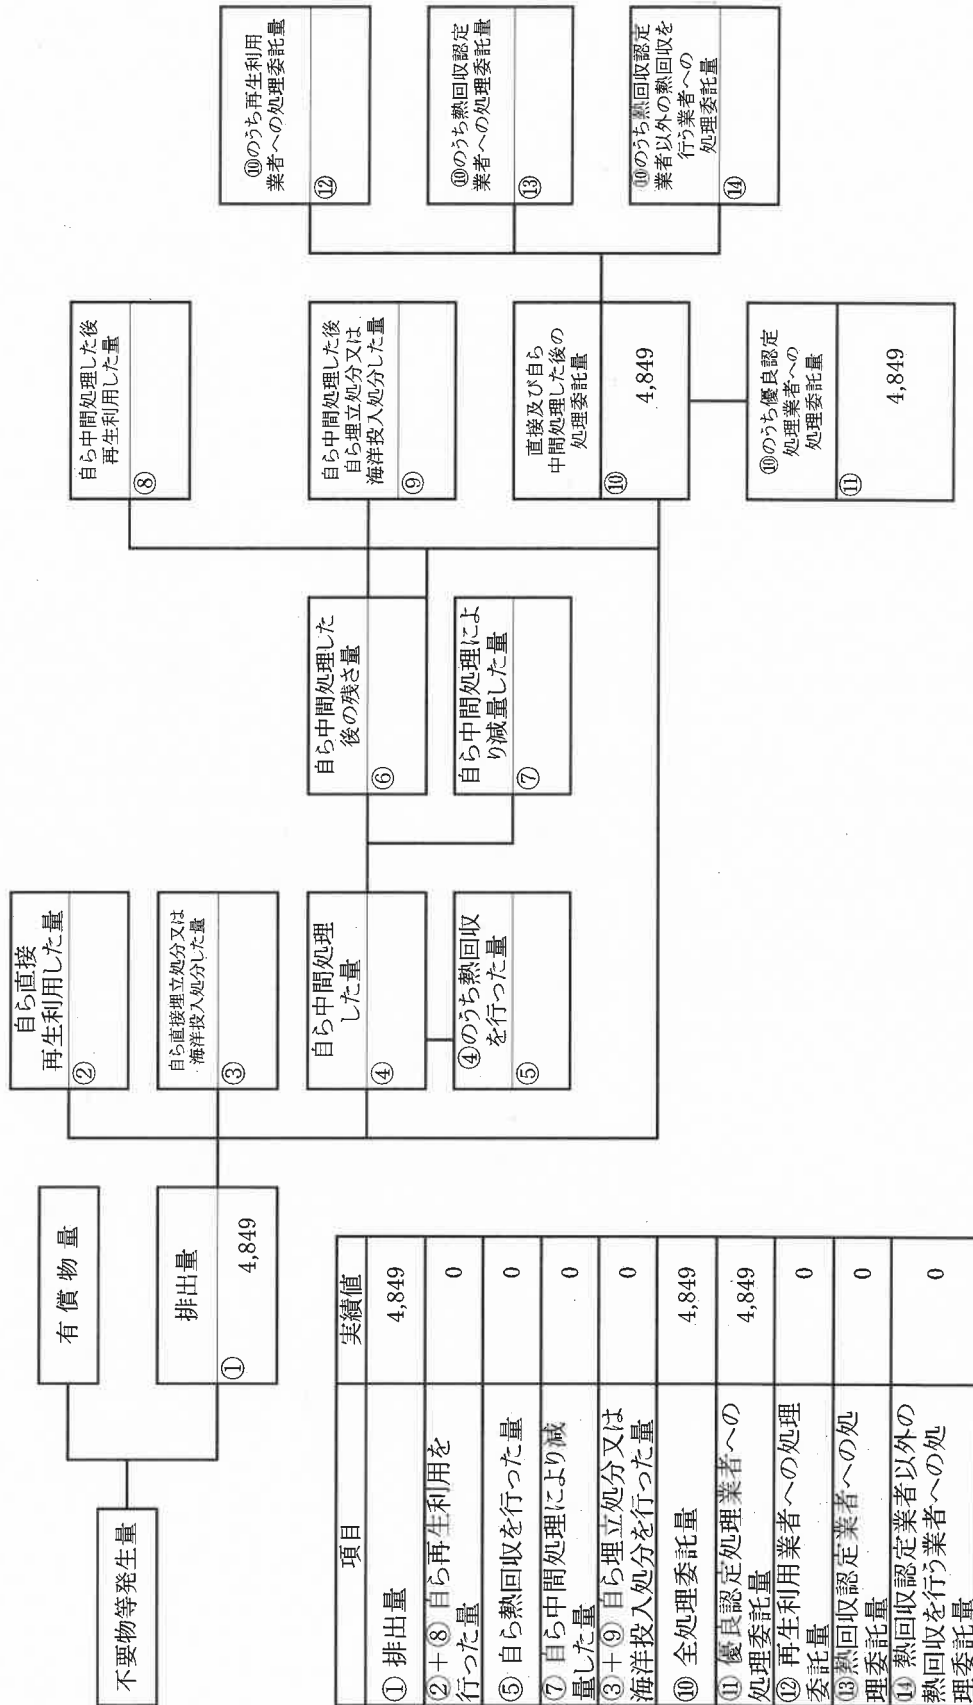 不要物等発生量
有 償 物 量
排出量
①
4,849
自ら直接
再生利用した量
②
自ら直接埋立処分又は
海洋投入処分した量
③
自ら中間処理
した量
④
④のうち熱回収
を行った量
⑤
自ら中間処理した
後の残さ量
⑥
自ら中間処理によ
り減量した量
⑦
自ら中間処理した後
再生利用した量
⑧
自ら中間処理した後
自ら埋立処分又は
海洋投入処分した量
⑨
直接及び自ら
中間処理した後の
処理委託量
⑩
4,849
⑩のうち優良認定
処理業者への
処理委託量
⑪
4,849
⑩のうち再生利用
業者への処理委託量
⑫
⑩のうち熱回収認定
業者への処理委託量
⑬
⑩のうち熱回収認定
業者以外の熱回収を
行う業者への
処理委託量
⑭
項目 実績値
① 排出量 4,849
②＋⑧ 自ら再生利用を
行った量 0
⑤ 自ら熱回収を行った量 0
⑦ 自ら中間処理により減
量した量 0
③＋⑨ 自ら埋立処分又は
海洋投入処分を行った量 0
⑩ 全処理委託量 4,849
⑪ 優良認定処理業者への
処理委託量 4,849
⑫ 再生利用業者への処理
委託量 0
⑬熱回収認定業者への処
理委託量 0
⑭ 熱回収認定業者以外の
熱回収を行う業者への処
理委託量 0